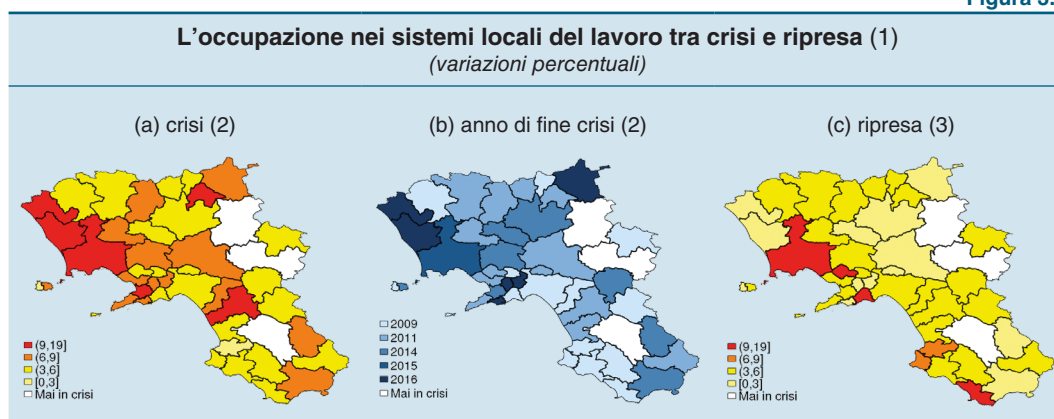 Figura 3.
L'occupazione nei sistemi locali del lavoro tra crisi e ripresa (1)
(variazioni percentuali)
(a) crisi (2)
(b) anno di fine crisi (2)
(c) ripresa (3)
(9,19]
(6,9]
(3,6]
[0,3]
Mai in crisi
2009
2011
2014
2015
2016
Mai in crisi
(9,19]
(6,9]
(3,6]
[0,3]
Mai in crisi